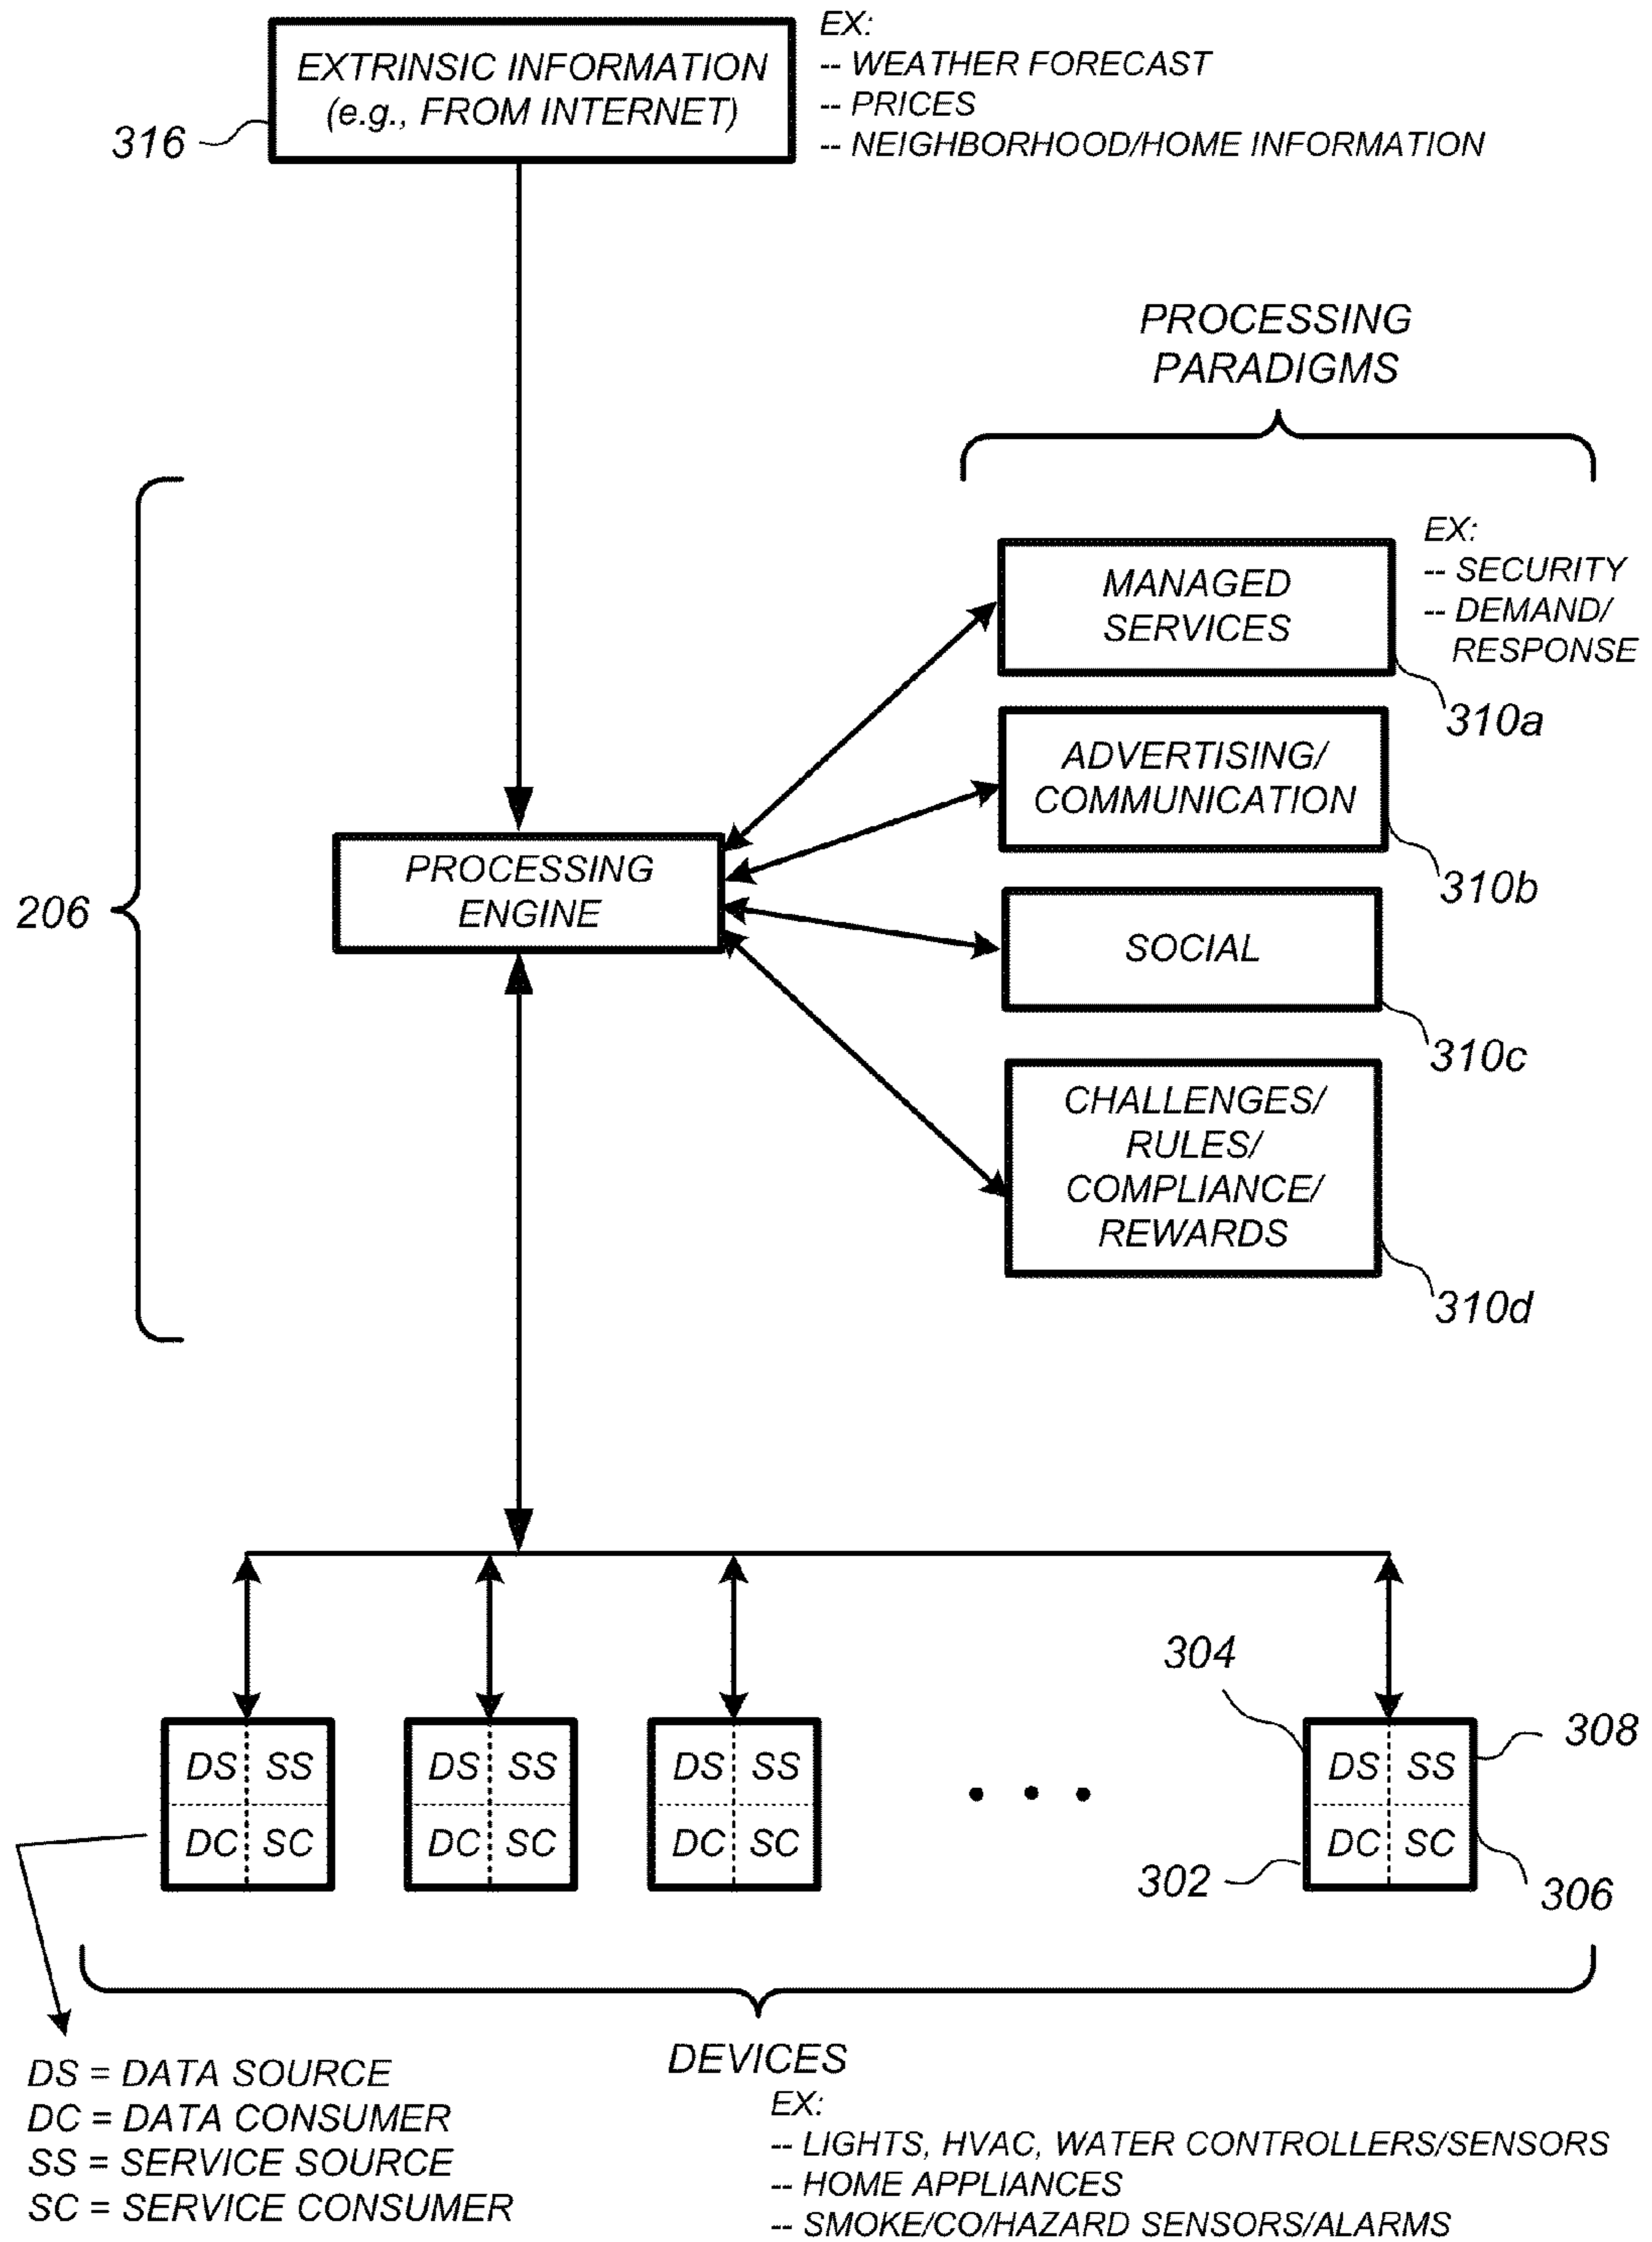 EXTRINSIC INFORMATION
(e.g., FROM INTERNET)
316
EX:
-- WEATHER FORECAST
-- PRICES
-- NEIGHBORHOOD/HOME INFORMATION
PROCESSING
PARADIGMS
MANAGED
SERVICES
EX:
-- SECURITY
-- DEMAND/
RESPONSE
310a
ADVERTISING/
COMMUNICATION
310b
206
PROCESSING
ENGINE
SOCIAL
310c
CHALLENGES/
RULES/
COMPLIANCE/
REWARDS
310d
304
308
DS SS
DC SC
DS SS
DC SC
DS SS
DC SC
DS SS
DC SC
302
306
DS = DATA SOURCE
DC = DATA CONSUMER
SS = SERVICE SOURCE
SC = SERVICE CONSUMER
DEVICES
EX:
-- LIGHTS, HVAC, WATER CONTROLLERS/SENSORS
-- HOME APPLIANCES
-- SMOKE/CO/HAZARD SENSORS/ALARMS